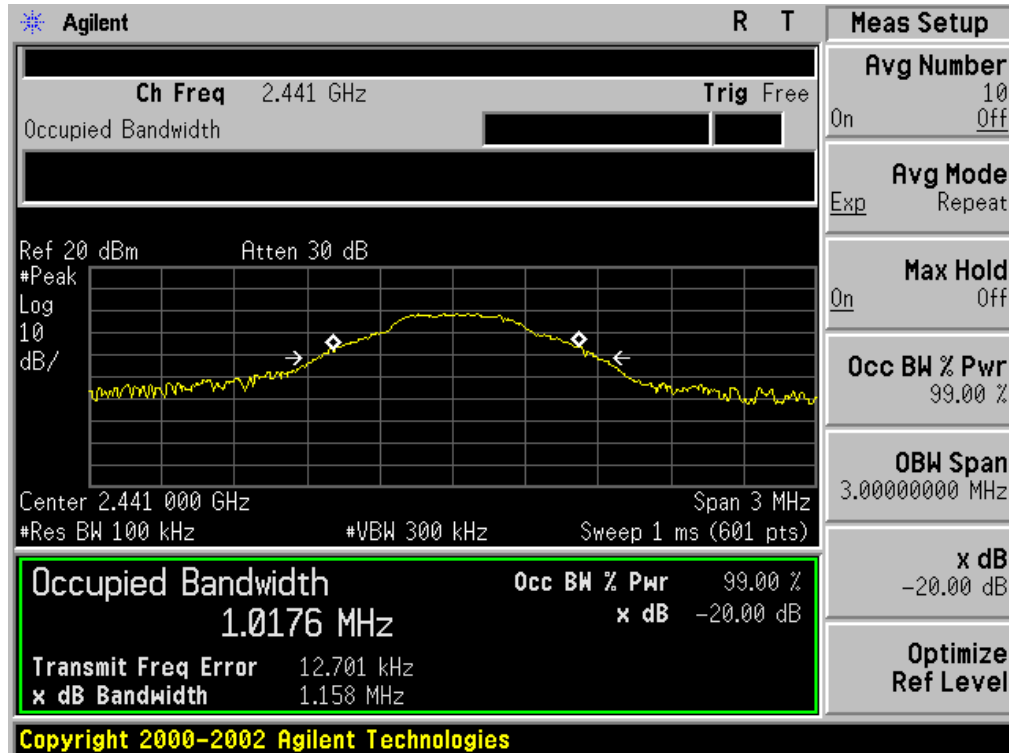 Agilent R T
Ch Freq 2.441 GHz Trig Free
Occupied Bandwidth
Ref 20 dBm Atten 30 dB
#Peak
Log
10
dB/
Center 2.441 000 GHz Span 3 MHz
#Res BW 100 kHz #VBW 300 kHz Sweep 1 ms (601 pts)
Occupied Bandwidth Occ BW % Pwr 99.00 %
1.0176 MHz x dB -20.00 dB
Transmit Freq Error 12.701 kHz
x dB Bandwidth 1.158 MHz
Copyright 2000-2002 Agilent Technologies
Meas Setup
Avg Number
10
On Off
Avg Mode
Exp Repeat
Max Hold
On Off
Occ BW % Pwr
99.00 %
OBW Span
3.00000000 MHz
x dB
-20.00 dB
Optimize
Ref Level